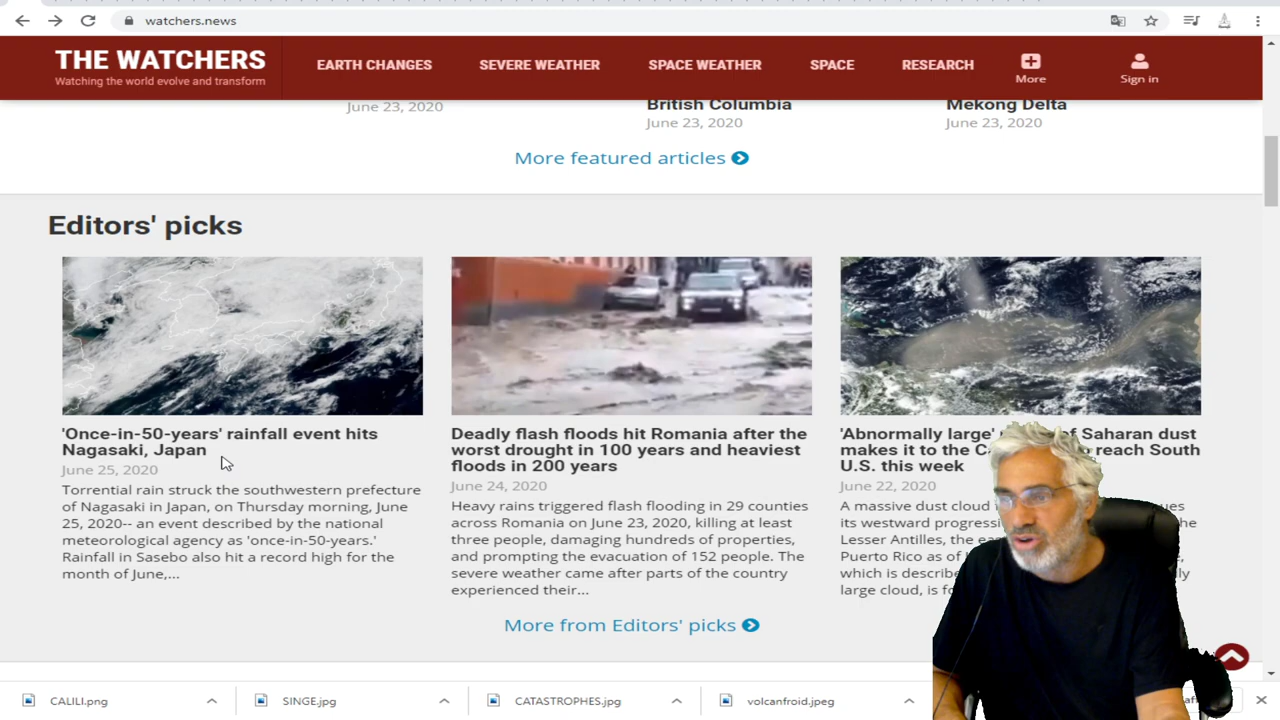 watchers.news
THE WATCHERS
Watching the world evolve and transform
EARTH CHANGES
SEVERE WEATHER
SPACE WEATHER
SPACE
RESEARCH
More
Sign in
June 23, 2020
British Columbia
June 23, 2020
Mekong Delta
June 23, 2020
More featured articles
Editors' picks
'Once-in-50-years' rainfall event hits
Nagasaki, Japan
June 25, 2020
Torrential rain struck the southwestern prefecture
of Nagasaki in Japan, on Thursday morning, June
25, 2020-- an event described by the national
meteorological agency as 'once-in-50-years.'
Rainfall in Sasebo also hit a record high for the
month of June,...
Deadly flash floods hit Romania after the
worst drought in 100 years and heaviest
floods in 200 years
June 24, 2020
Heavy rains triggered flash flooding in 29 counties
across Romania on June 23, 2020, killing at least
three people, damaging hundreds of properties,
and prompting the evacuation of 152 people. The
severe weather came after parts of the country
experienced their...
'Abnormally large' of Saharan dust
makes it to the reach South
U.S. this week
June 22, 2020
A massive dust cloud
its westward the
Lesser Antilles, the
Puerto Rico as of
which is
large cloud, is
More from Editors' picks
CALILI.png
SINGE.jpg
CATASTROPHES.jpg
volcanfroid.jpeg